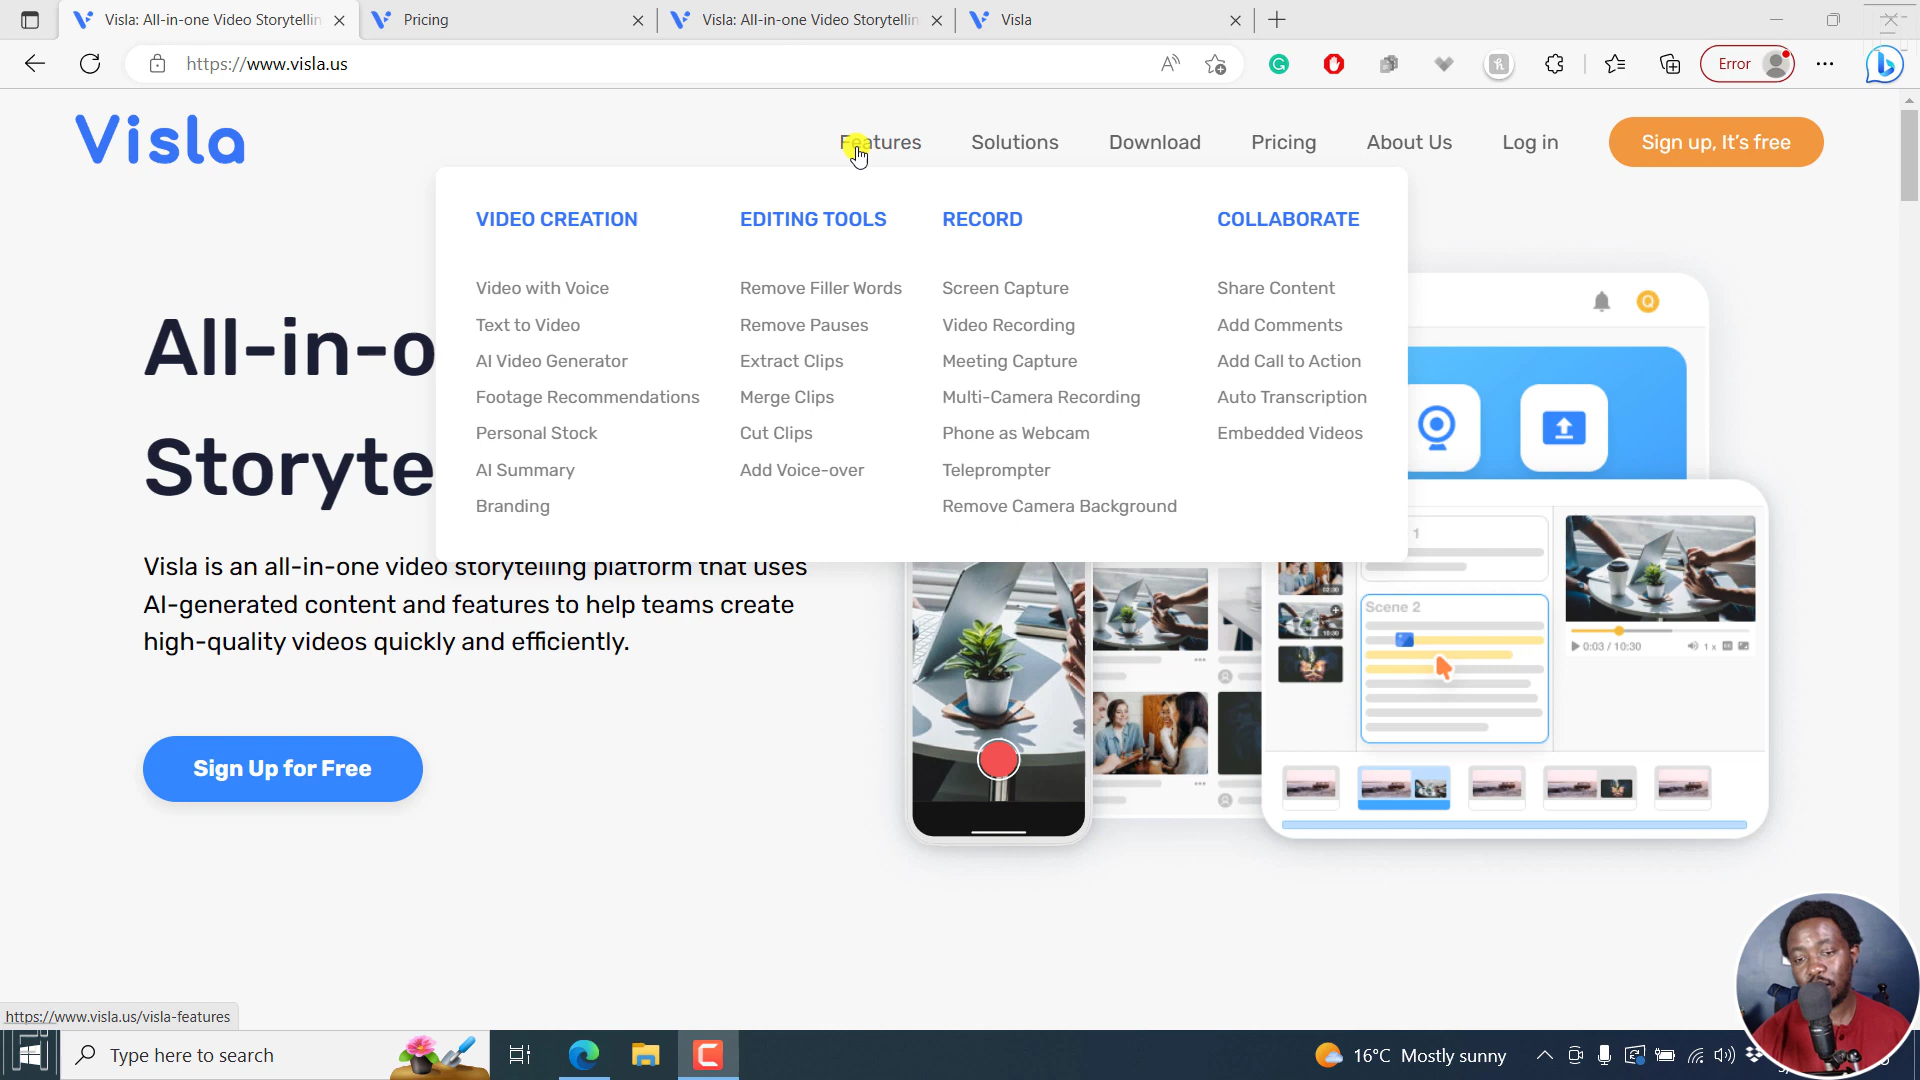 Visla: All-in-one Video Storytellin
Pricing
Visla: All-in-one Video Storytellin
Visla
https://www.visla.us
Error
Visla
Features
Solutions
Download
Pricing
About Us
Log in
Sign up, It's free
VIDEO CREATION
Video with Voice
Text to Video
AI Video Generator
Footage Recommendations
Personal Stock
AI Summary
Branding
EDITING TOOLS
Remove Filler Words
Remove Pauses
Extract Clips
Merge Clips
Cut Clips
Add Voice-over
RECORD
Screen Capture
Video Recording
Meeting Capture
Multi-Camera Recording
Phone as Webcam
Teleprompter
Remove Camera Background
COLLABORATE
Share Content
Add Comments
Add Call to Action
Auto Transcription
Embedded Videos
All-in-o
Storyte
Visla is an all-in-one video storytelling platform that uses
AI-generated content and features to help teams create
high-quality videos quickly and efficiently.
Sign Up for Free
Q
1
Scene 2
0:03 / 10:30
1 x
https://www.visla.us/visla-features
Type here to search
16°C Mostly sunny